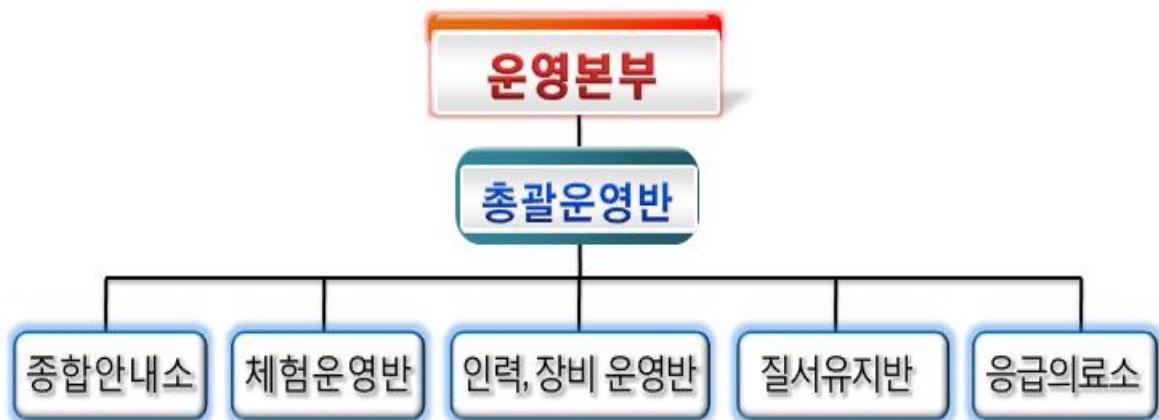 운영본부
총괄운영반
종합안내소
체험운영반
인력, 장비 운영반
질서유지반
응급의료소